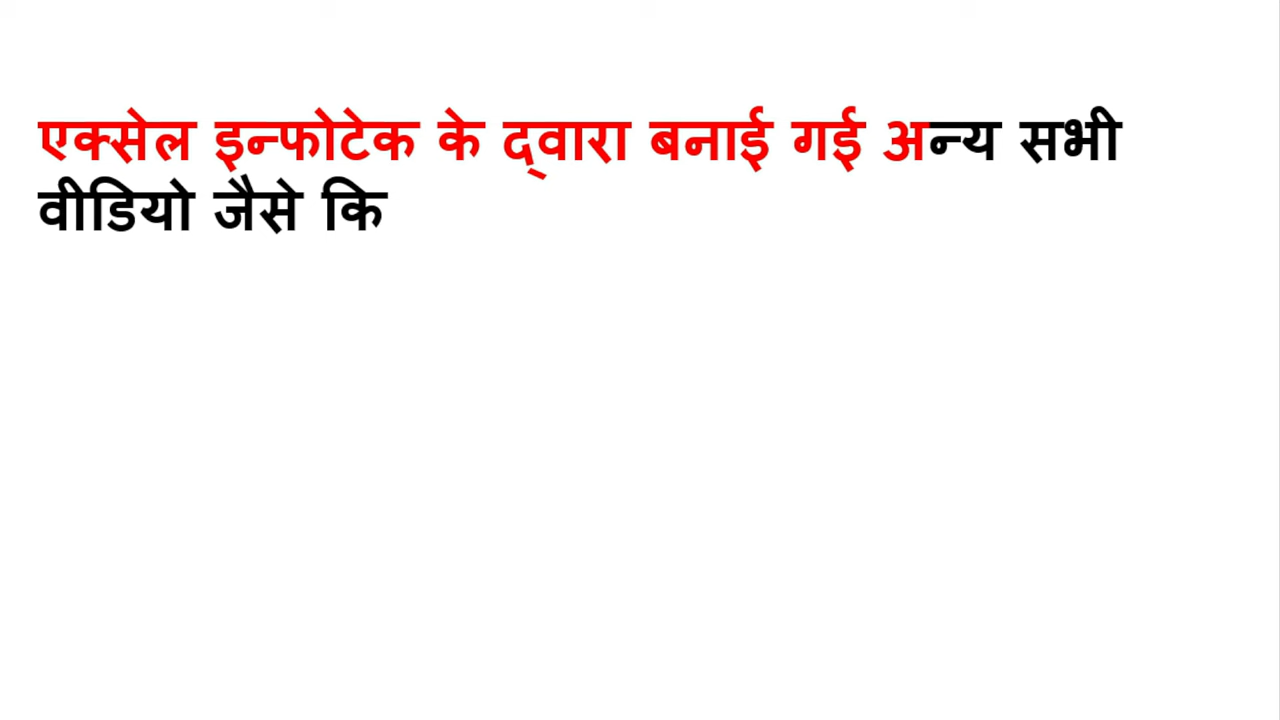 एक्सेल इन्फोटेक के द्वारा बनाई गई अन्य सभी
वीडियो जैसे कि